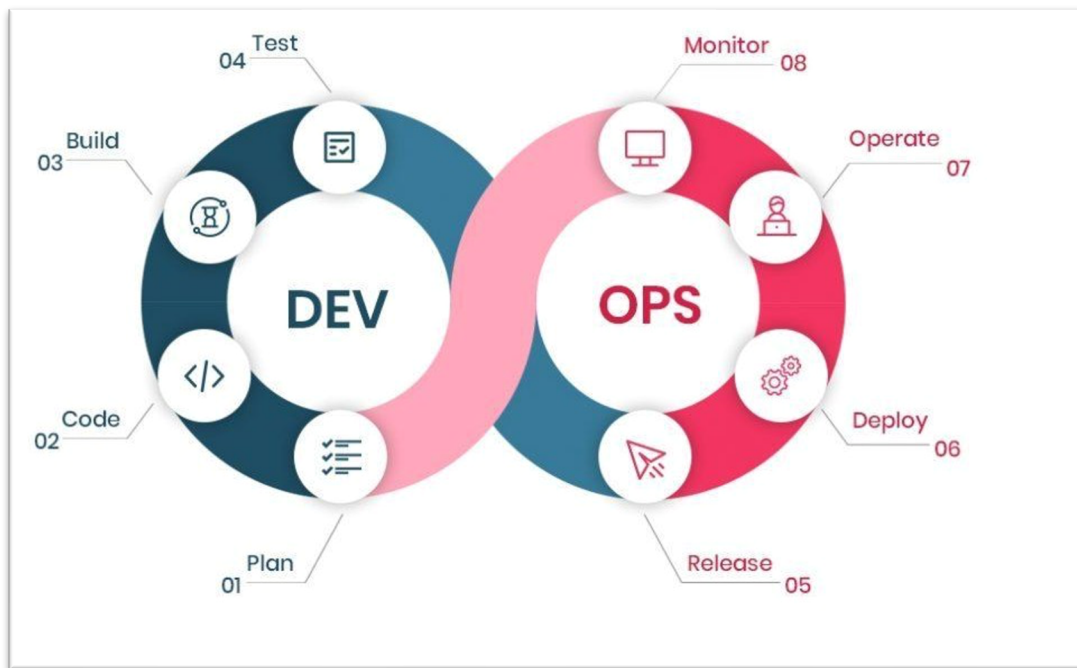 Test
04
Monitor
08
Build
03
Operate
07
DEV
OPS
Code
02
Deploy
06
Plan
01
Release
05